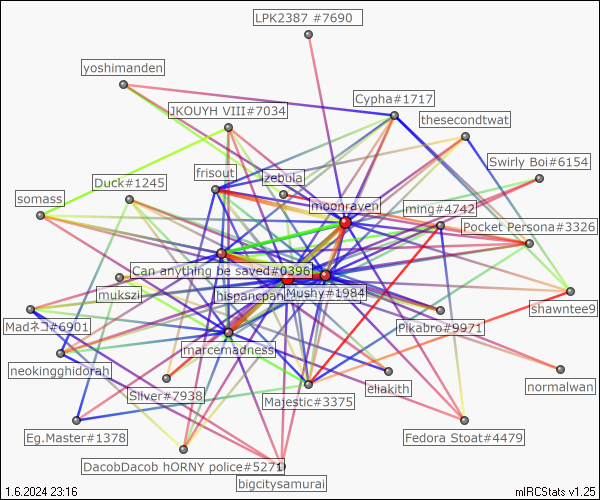 LPK2387 #7690
yoshimanden
Cypha#1717
JKOUYH VIII#7034
thesecondtwat
Swirly Boi#6154
frisout
zebula
Duck#1245
somass
moonraven
ming#4742
Pocket Persona#3326
Can anything be saved#0396
mukszi
hispancpan
Mushy#1984
shawntee9
Madネコ#6901
Pikabro#9971
marcemadness
neokingghidorah
Silver#7938
eliakith
normalwan
Majestic#3375
Eg.Master#1378
Fedora Stoat#4479
DacobDacob hORNY police#5271
bigcitysamurai
1.6.2024 23:16
mIRCStats v1.25